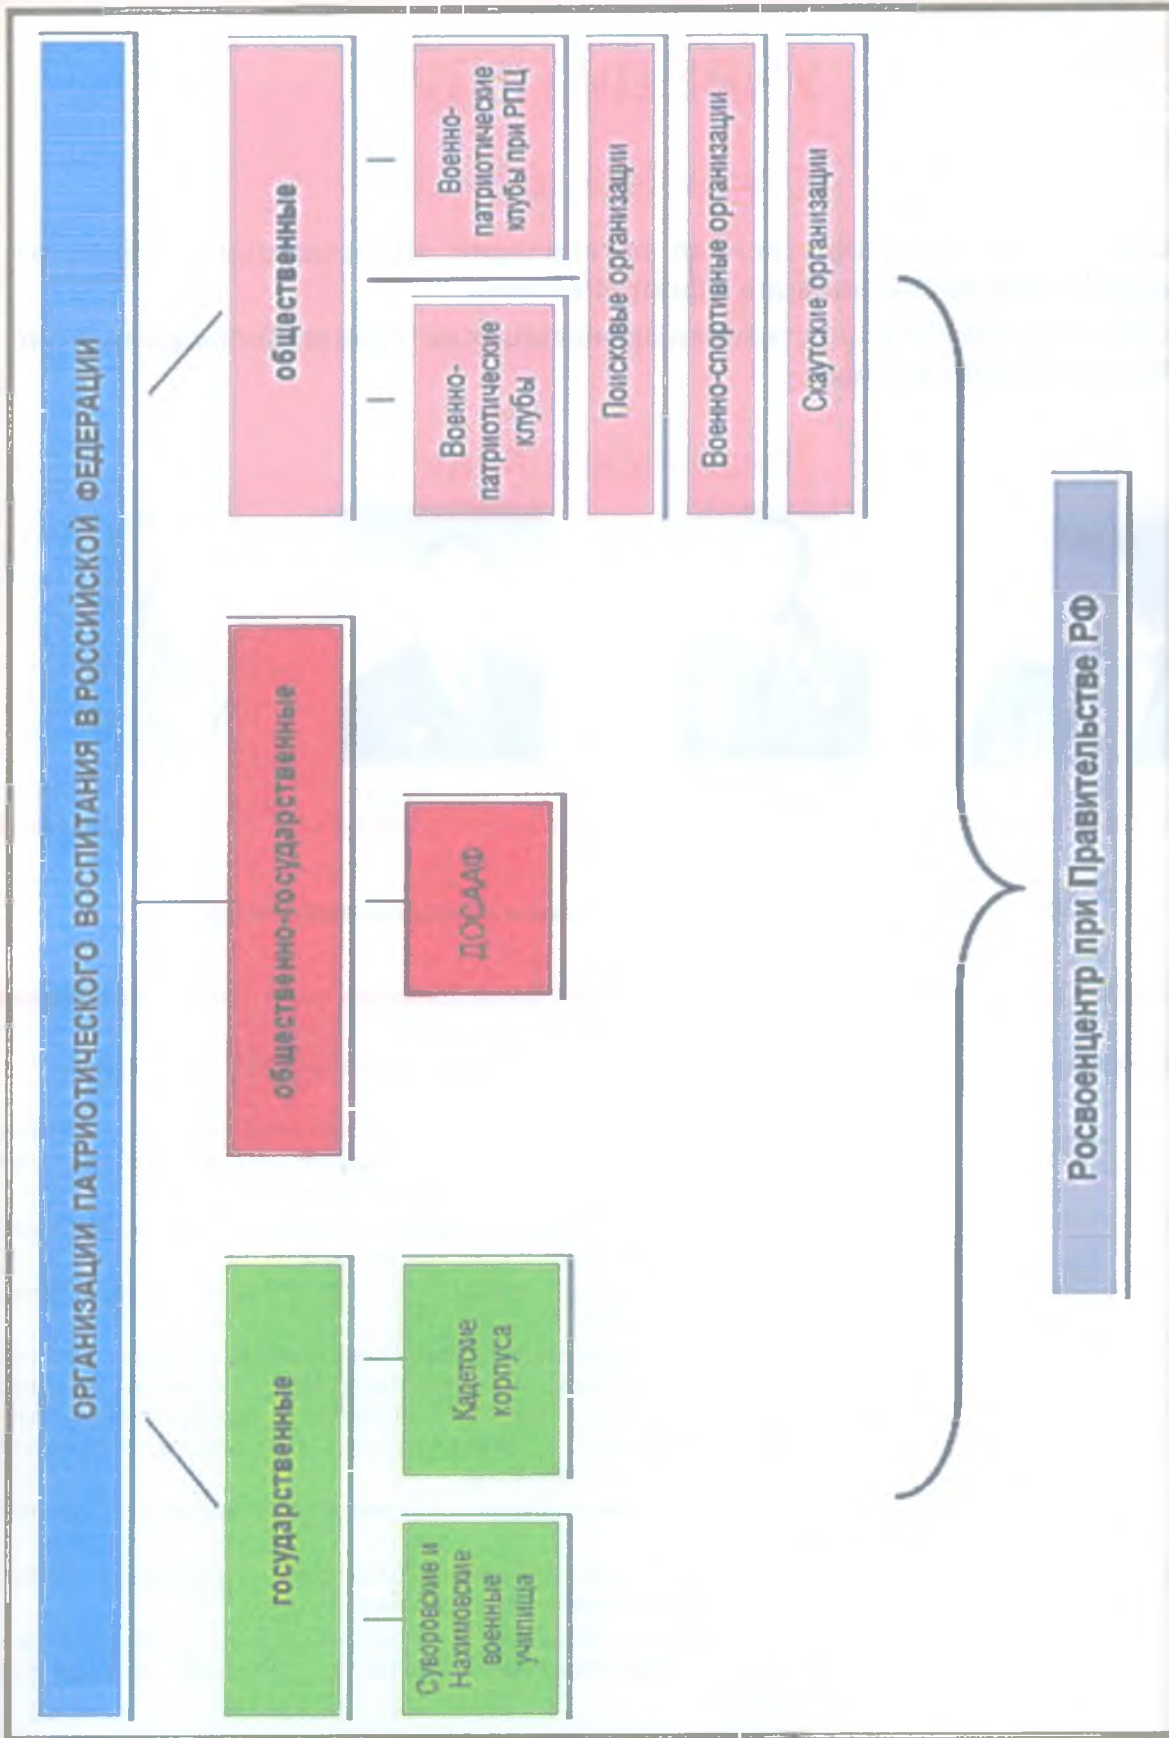 ОРГАНИЗАЦИИ ПАТРИОТИЧЕСКОГО ВОСПИТАНИЯ В РОССИЙСКОЙ ФЕДЕРАЦИИ
государственные
Суворовские и
Нахимовские
военные
училища
Кадетские
корпуса
общественно-государственные
ДОСААФ
общественные
Военно-
патриотические
клубы
Военно-
патриотические
клубы при РПЦ
Поисковые организации
Военно-спортивные организации
Скаутские организации
Росвоенцентр при Правительстве РФ